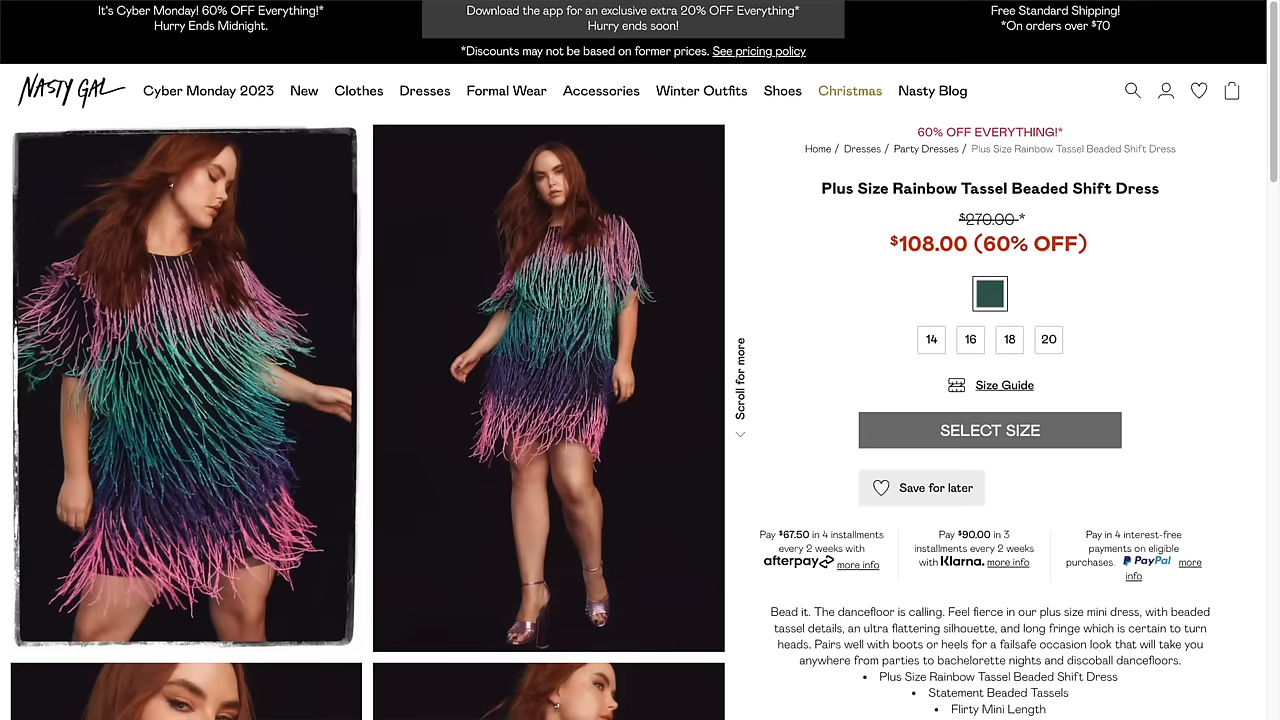 It's Cyber Monday! 60% OFF Everything!*
Hurry Ends Midnight.
Download the app for an exclusive extra 20% OFF Everything*
Hurry ends soon!
Free Standard Shipping!
*On orders over $70
*Discounts may not be based on former prices. See pricing policy
NASTY GAL
Cyber Monday 2023
New
Clothes
Dresses
Formal Wear
Accessories
Winter Outfits
Shoes
Christmas
Nasty Blog
60% OFF EVERYTHING!*
Home / Dresses / Party Dresses / Plus Size Rainbow Tassel Beaded Shift Dress
Plus Size Rainbow Tassel Beaded Shift Dress
$270.00 *
$108.00 (60% OFF)
14
16
18
20
Size Guide
Scroll for more
SELECT SIZE
Save for later
Pay $67.50 in 4 installments
every 2 weeks with
afterpay more info
Pay $90.00 in 3
installments every 2 weeks
with Klarna. more info
Pay in 4 interest-free
payments on eligible
purchases. PayPal more
info
Bead it. The dancefloor is calling. Feel fierce in our plus size mini dress, with beaded
tassel details, an ultra flattering silhouette, and long fringe which is certain to turn
heads. Pairs well with boots or heels for a failsafe occasion look that will take you
anywhere from parties to bachelorette nights and discoball dancefloors.
• Plus Size Rainbow Tassel Beaded Shift Dress
• Statement Beaded Tassels
• Flirty Mini Length